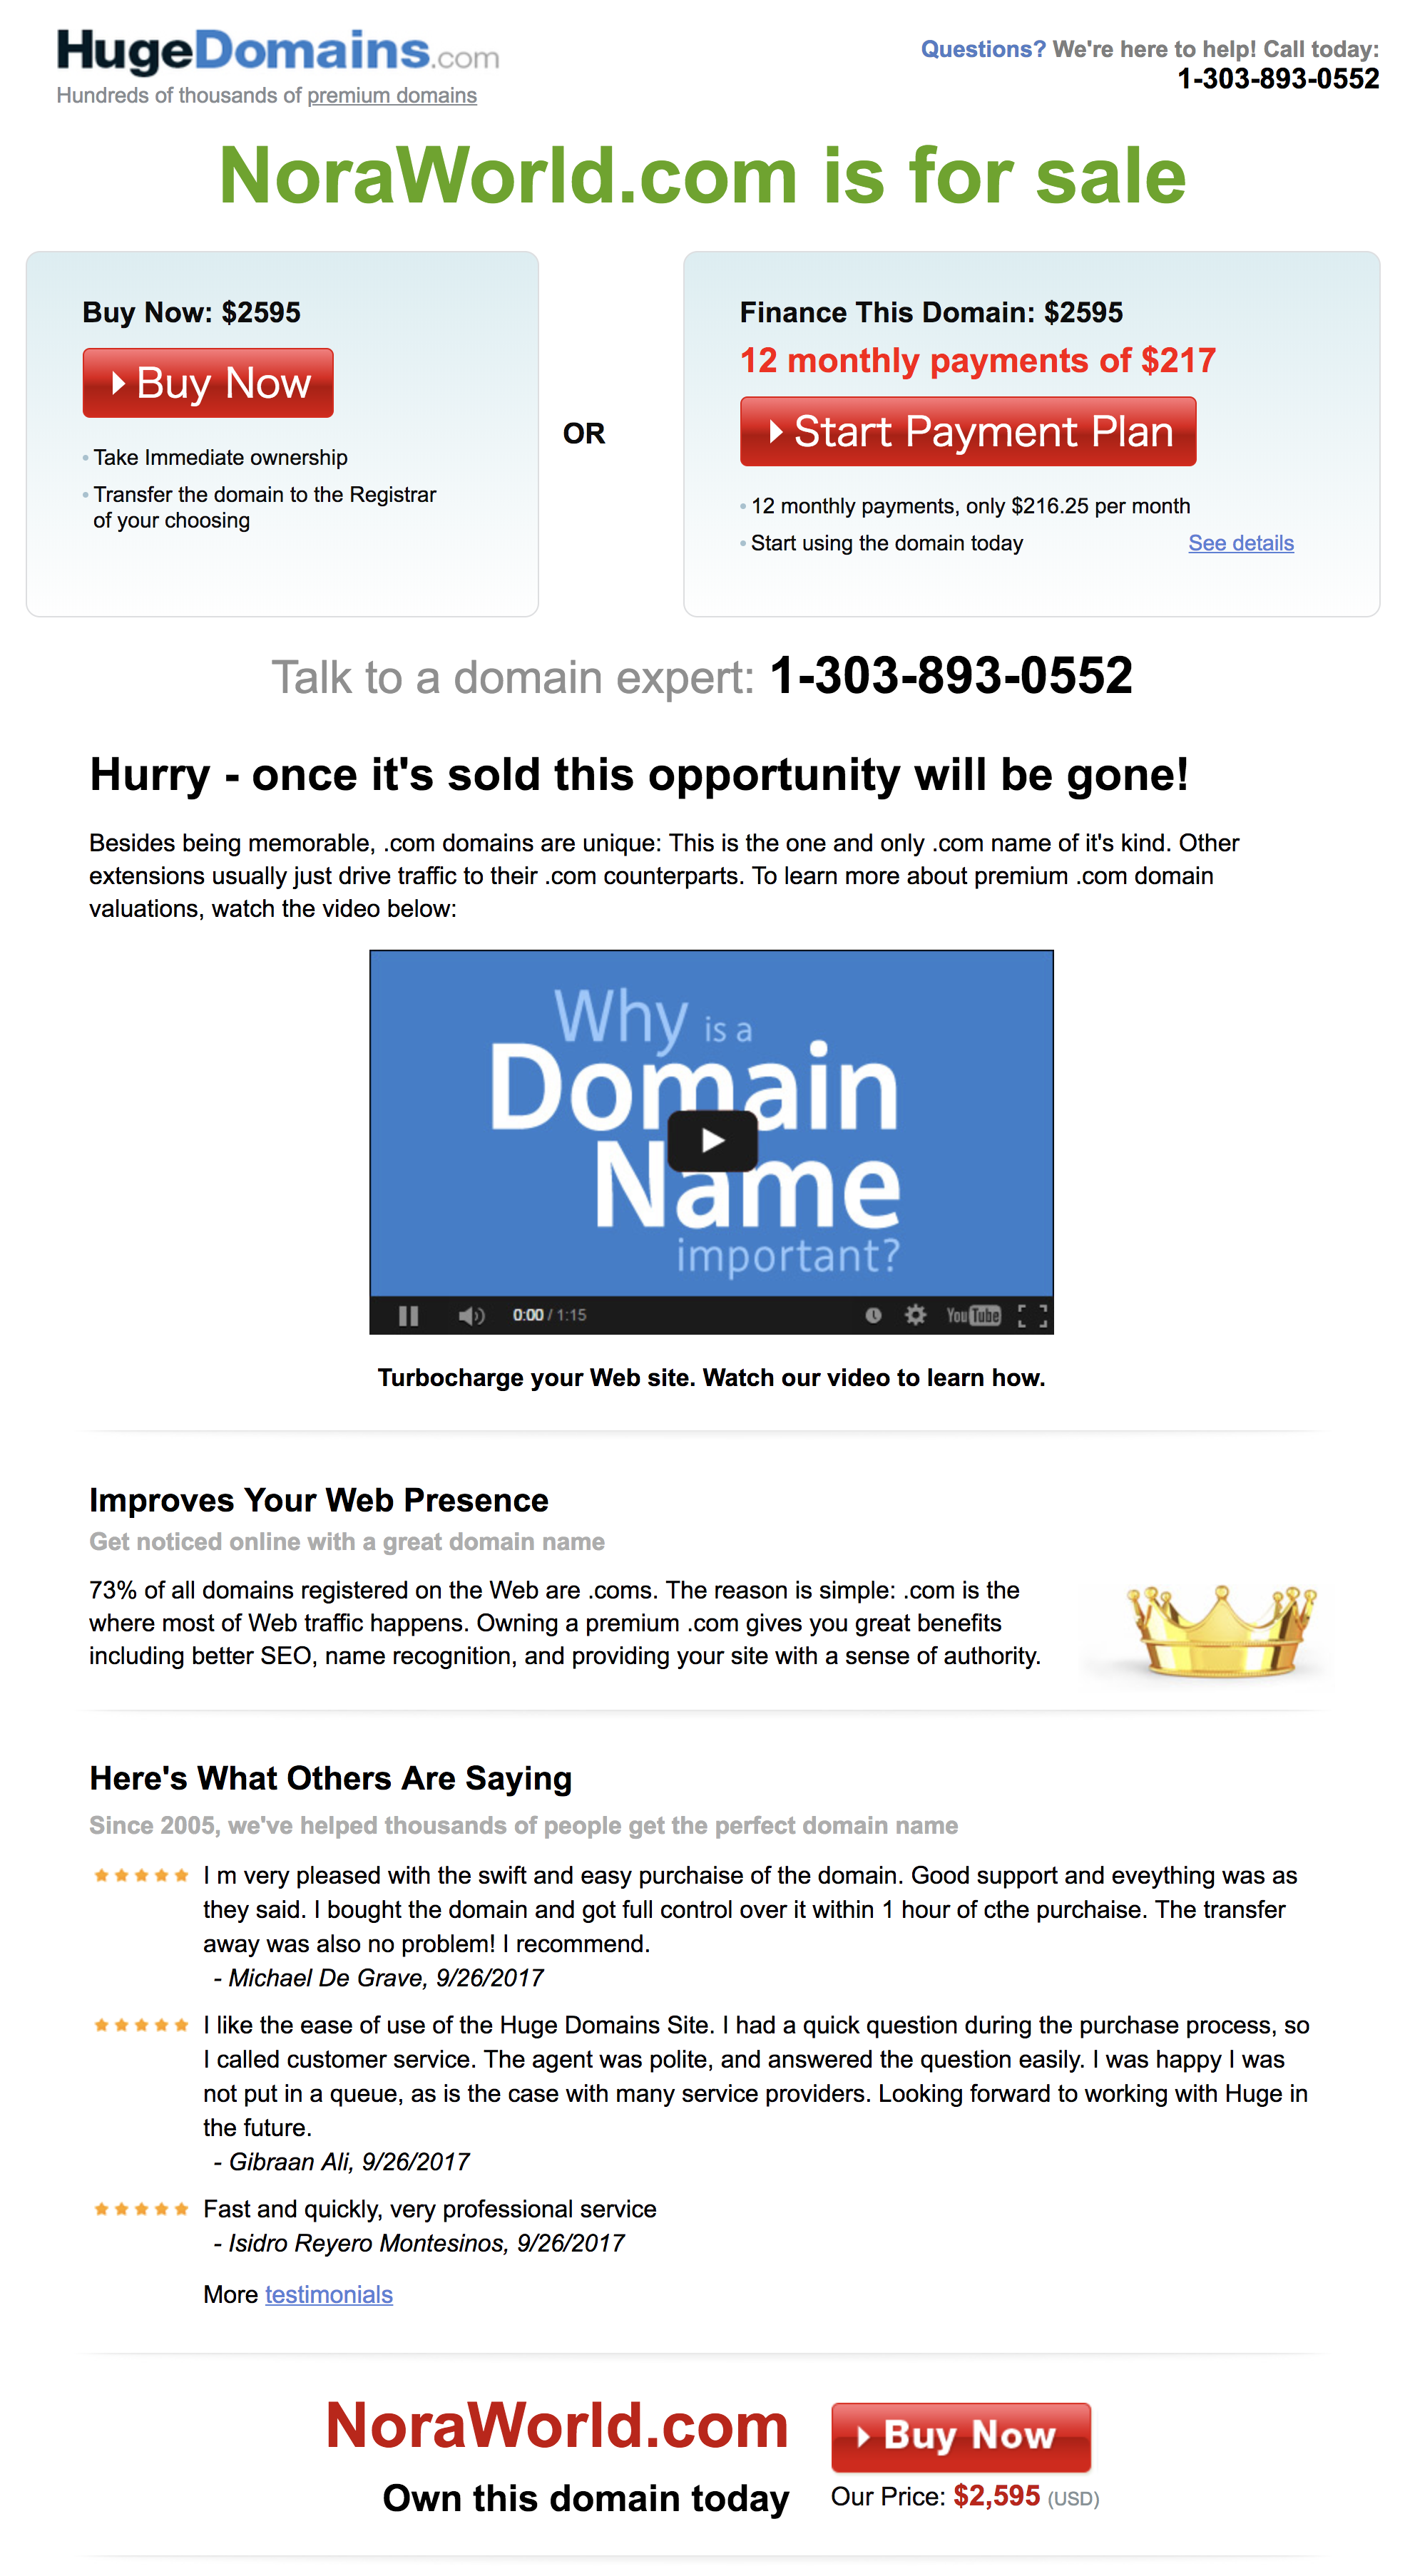 HugeDomains.com
Hundreds of thousands of premium domains
Questions? We're here to help! Call today:
1-303-893-0552
NoraWorld.com is for sale
Buy Now: $2595
Buy Now
• Take Immediate ownership
• Transfer the domain to the Registrar
of your choosing
OR
Finance This Domain: $2595
12 monthly payments of $217
Start Payment Plan
• 12 monthly payments, only $216.25 per month
• Start using the domain today
See details
Talk to a domain expert: 1-303-893-0552
Hurry - once it's sold this opportunity will be gone!
Besides being memorable, .com domains are unique: This is the one and only .com name of it's kind. Other
extensions usually just drive traffic to their .com counterparts. To learn more about premium .com domain
valuations, watch the video below:
Why is a
Domain
Name
important?
0:00 / 1:15
YouTube
Turbocharge your Web site. Watch our video to learn how.
Improves Your Web Presence
Get noticed online with a great domain name
73% of all domains registered on the Web are .coms. The reason is simple: .com is the
where most of Web traffic happens. Owning a premium .com gives you great benefits
including better SEO, name recognition, and providing your site with a sense of authority.
Here's What Others Are Saying
Since 2005, we've helped thousands of people get the perfect domain name
I m very pleased with the swift and easy purchaise of the domain. Good support and eveything was as
they said. I bought the domain and got full control over it within 1 hour of cthe purchaise. The transfer
away was also no problem! I recommend.
- Michael De Grave, 9/26/2017
I like the ease of use of the Huge Domains Site. I had a quick question during the purchase process, so
I called customer service. The agent was polite, and answered the question easily. I was happy I was
not put in a queue, as is the case with many service providers. Looking forward to working with Huge in
the future.
- Gibraan Ali, 9/26/2017
Fast and quickly, very professional service
- Isidro Reyero Montesinos, 9/26/2017
More testimonials
NoraWorld.com
Own this domain today
Buy Now
Our Price: $2,595 (USD)